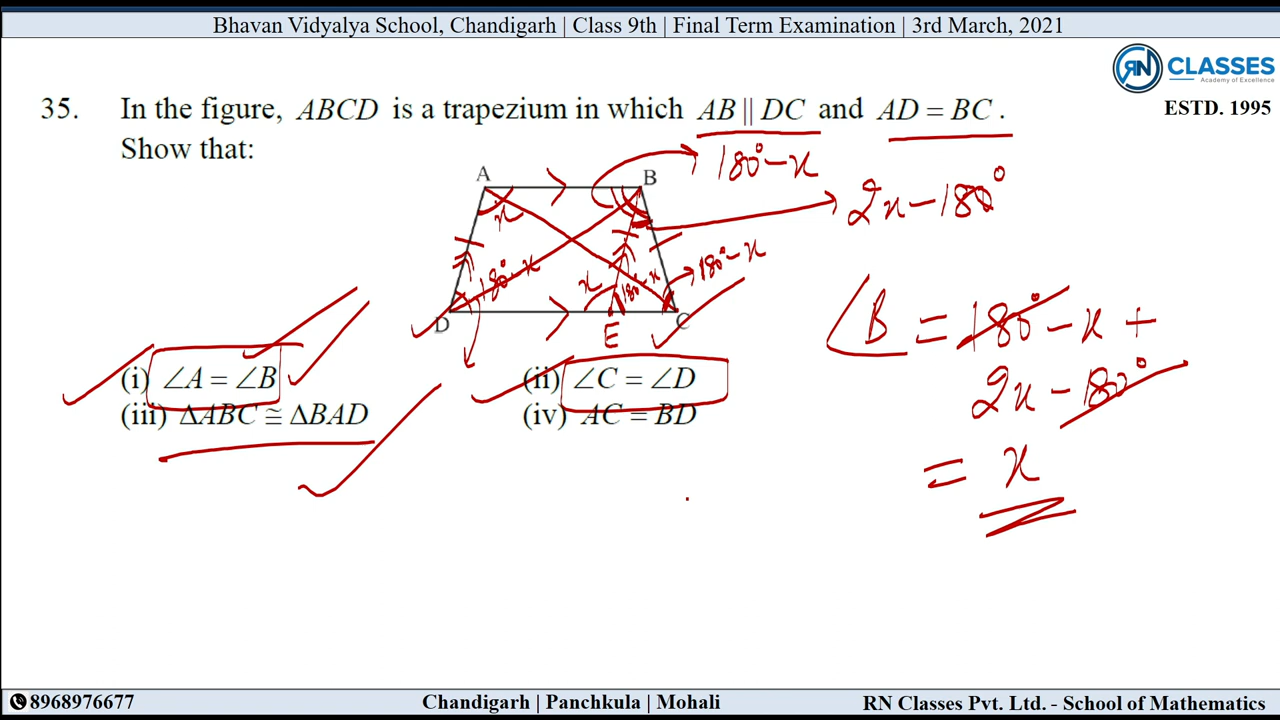 Bhavan Vidyalya School, Chandigarh | Class 9th | Final Term Examination | 3rd March, 2021
RN CLASSES
Academy of Excellence
ESTD. 1995
35. In the figure, ABCD is a trapezium in which AB || DC and AD = BC.
Show that:
180° - x
A B
2x - 180°
x
180° - x
x 180° - x
180° - x
D E C
∠B = 180° - x +
2x - 180°
= x
(i) ∠A = ∠B (ii) ∠C = ∠D
(iii) ΔABC ≅ ΔBAD (iv) AC = BD
8968976677 Chandigarh | Panchkula | Mohali RN Classes Pvt. Ltd. - School of Mathematics